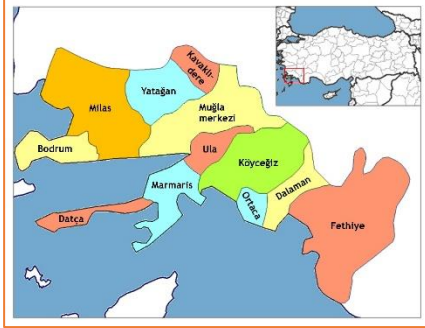 Kavaklı-
dere
Yatağan
Milas
Muğla
merkezi
Bodrum
Ula
Köyceğiz
Marmaris
Ortaca
Dalaman
Datça
Fethiye